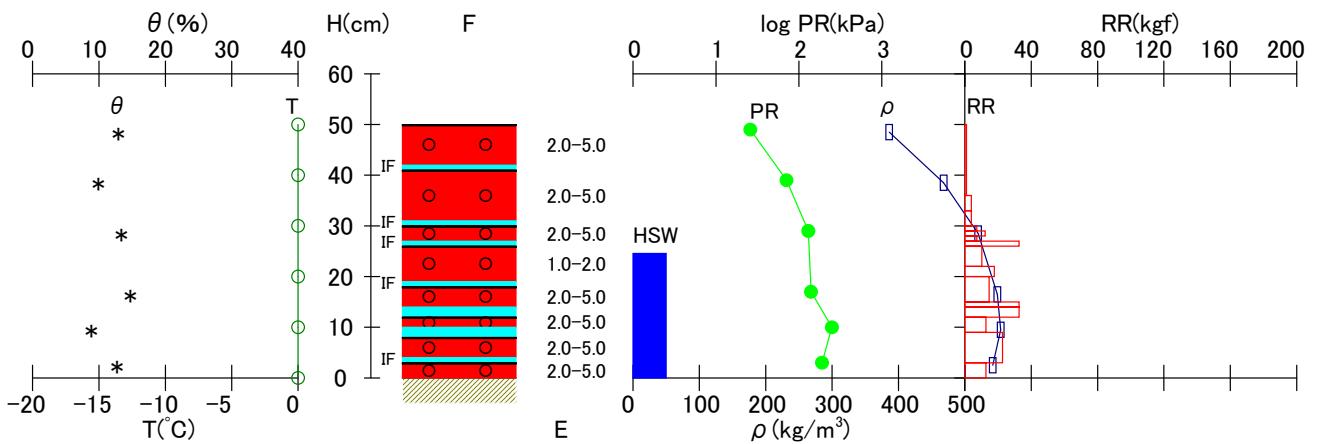 θ(%) H(cm) F log PR(kPa) RR(kgf)
0 10 20 30 40 0 1 2 3 0 40 80 120 160 200
60
θ T PR ρ RR
50
2.0-5.0
IF
40
2.0-5.0
IF
30
2.0-5.0
IF HSW
1.0-2.0
20
IF
2.0-5.0
2.0-5.0
10
2.0-5.0
IF
2.0-5.0
0
-20 -15 -10 -5 0 0 100 200 300 400 500
T(°C) E ρ(kg/m³)